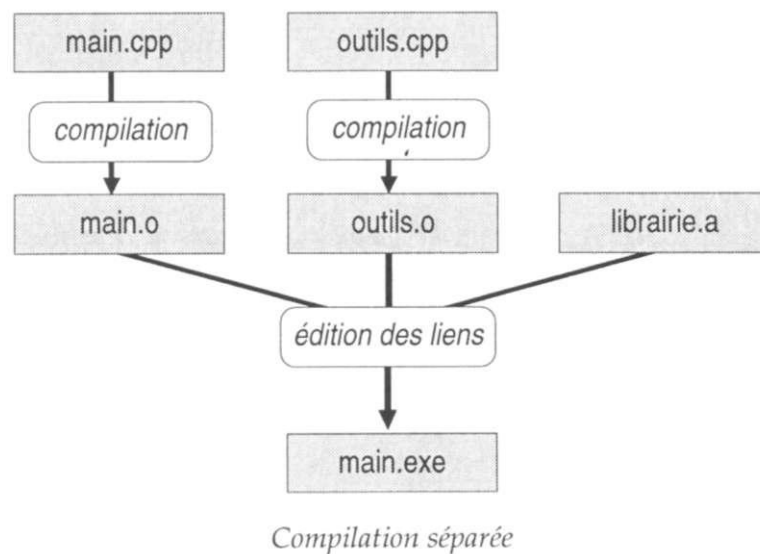 main.cpp
outils.cpp
compilation
compilation
main.o
outils.o
librairie.a
édition des liens
main.exe
Compilation séparée